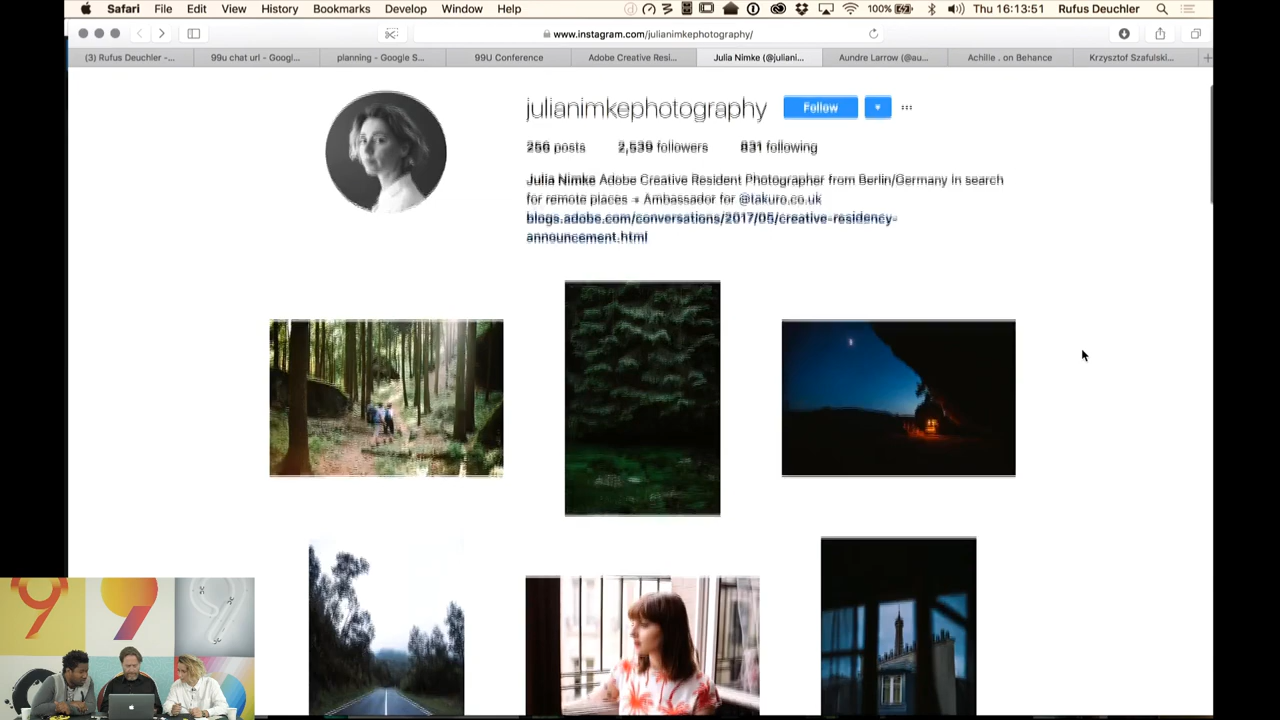 Safari File Edit View History Bookmarks Develop Window Help 100% Thu 16:13:51 Rufus Deuchler
www.instagram.com/julianimkephotography/
(3) Rufus Deuchler -... 99u chat url - Googl... planning - Google S... 99U Conference Adobe Creative Resi... Julia Nimke (@juliani... Aundre Larrow (@au... Achille . on Behance Krzysztof Szafulski...
julianimkephotography Follow
256 posts 2,539 followers 831 following
Julia Nimke Adobe Creative Resident Photographer from Berlin/Germany In search
for remote places + Ambassador for @takuro.co.uk
blogs.adobe.com/conversations/2017/05/creative-residency-
announcement.html
9 9 9